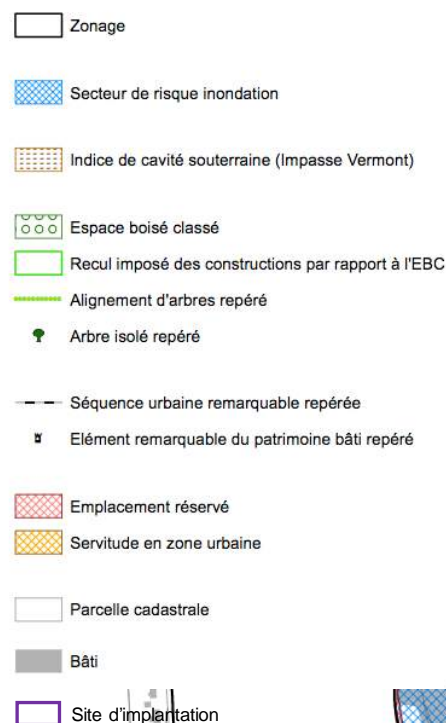 Zonage
Secteur de risque inondation
Indice de cavité souterraine (Impasse Vermont)
Espace boisé classé
Recul imposé des constructions par rapport à l'EBC
Alignement d'arbres repéré
Arbre isolé repéré
Séquence urbaine remarquable repérée
Elément remarquable du patrimoine bâti repéré
Emplacement réservé
Servitude en zone urbaine
Parcelle cadastrale
Bâti
Site d'implantation